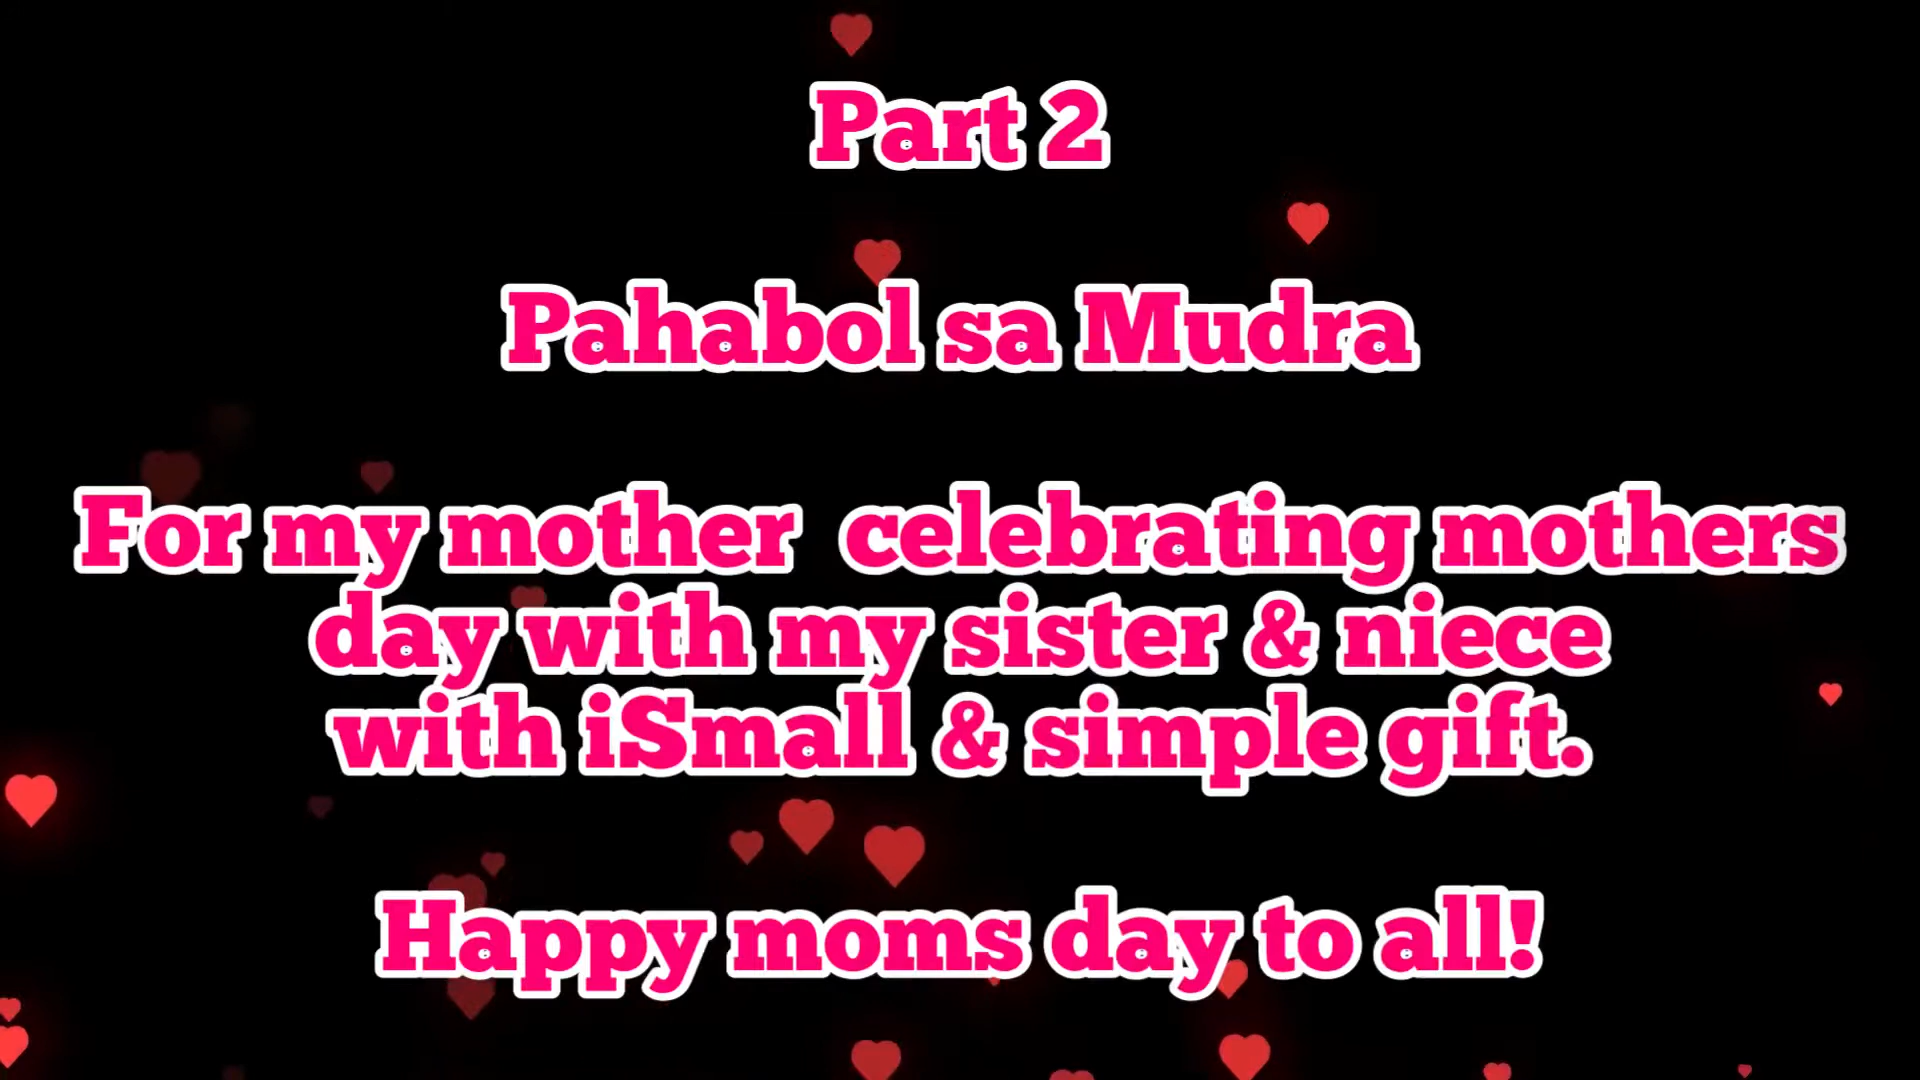 Part 2
Pahabol sa Mudra
For my mother  celebrating mothers
day with my sister & niece
with iSmall & simple gift.
Happy moms day to all!